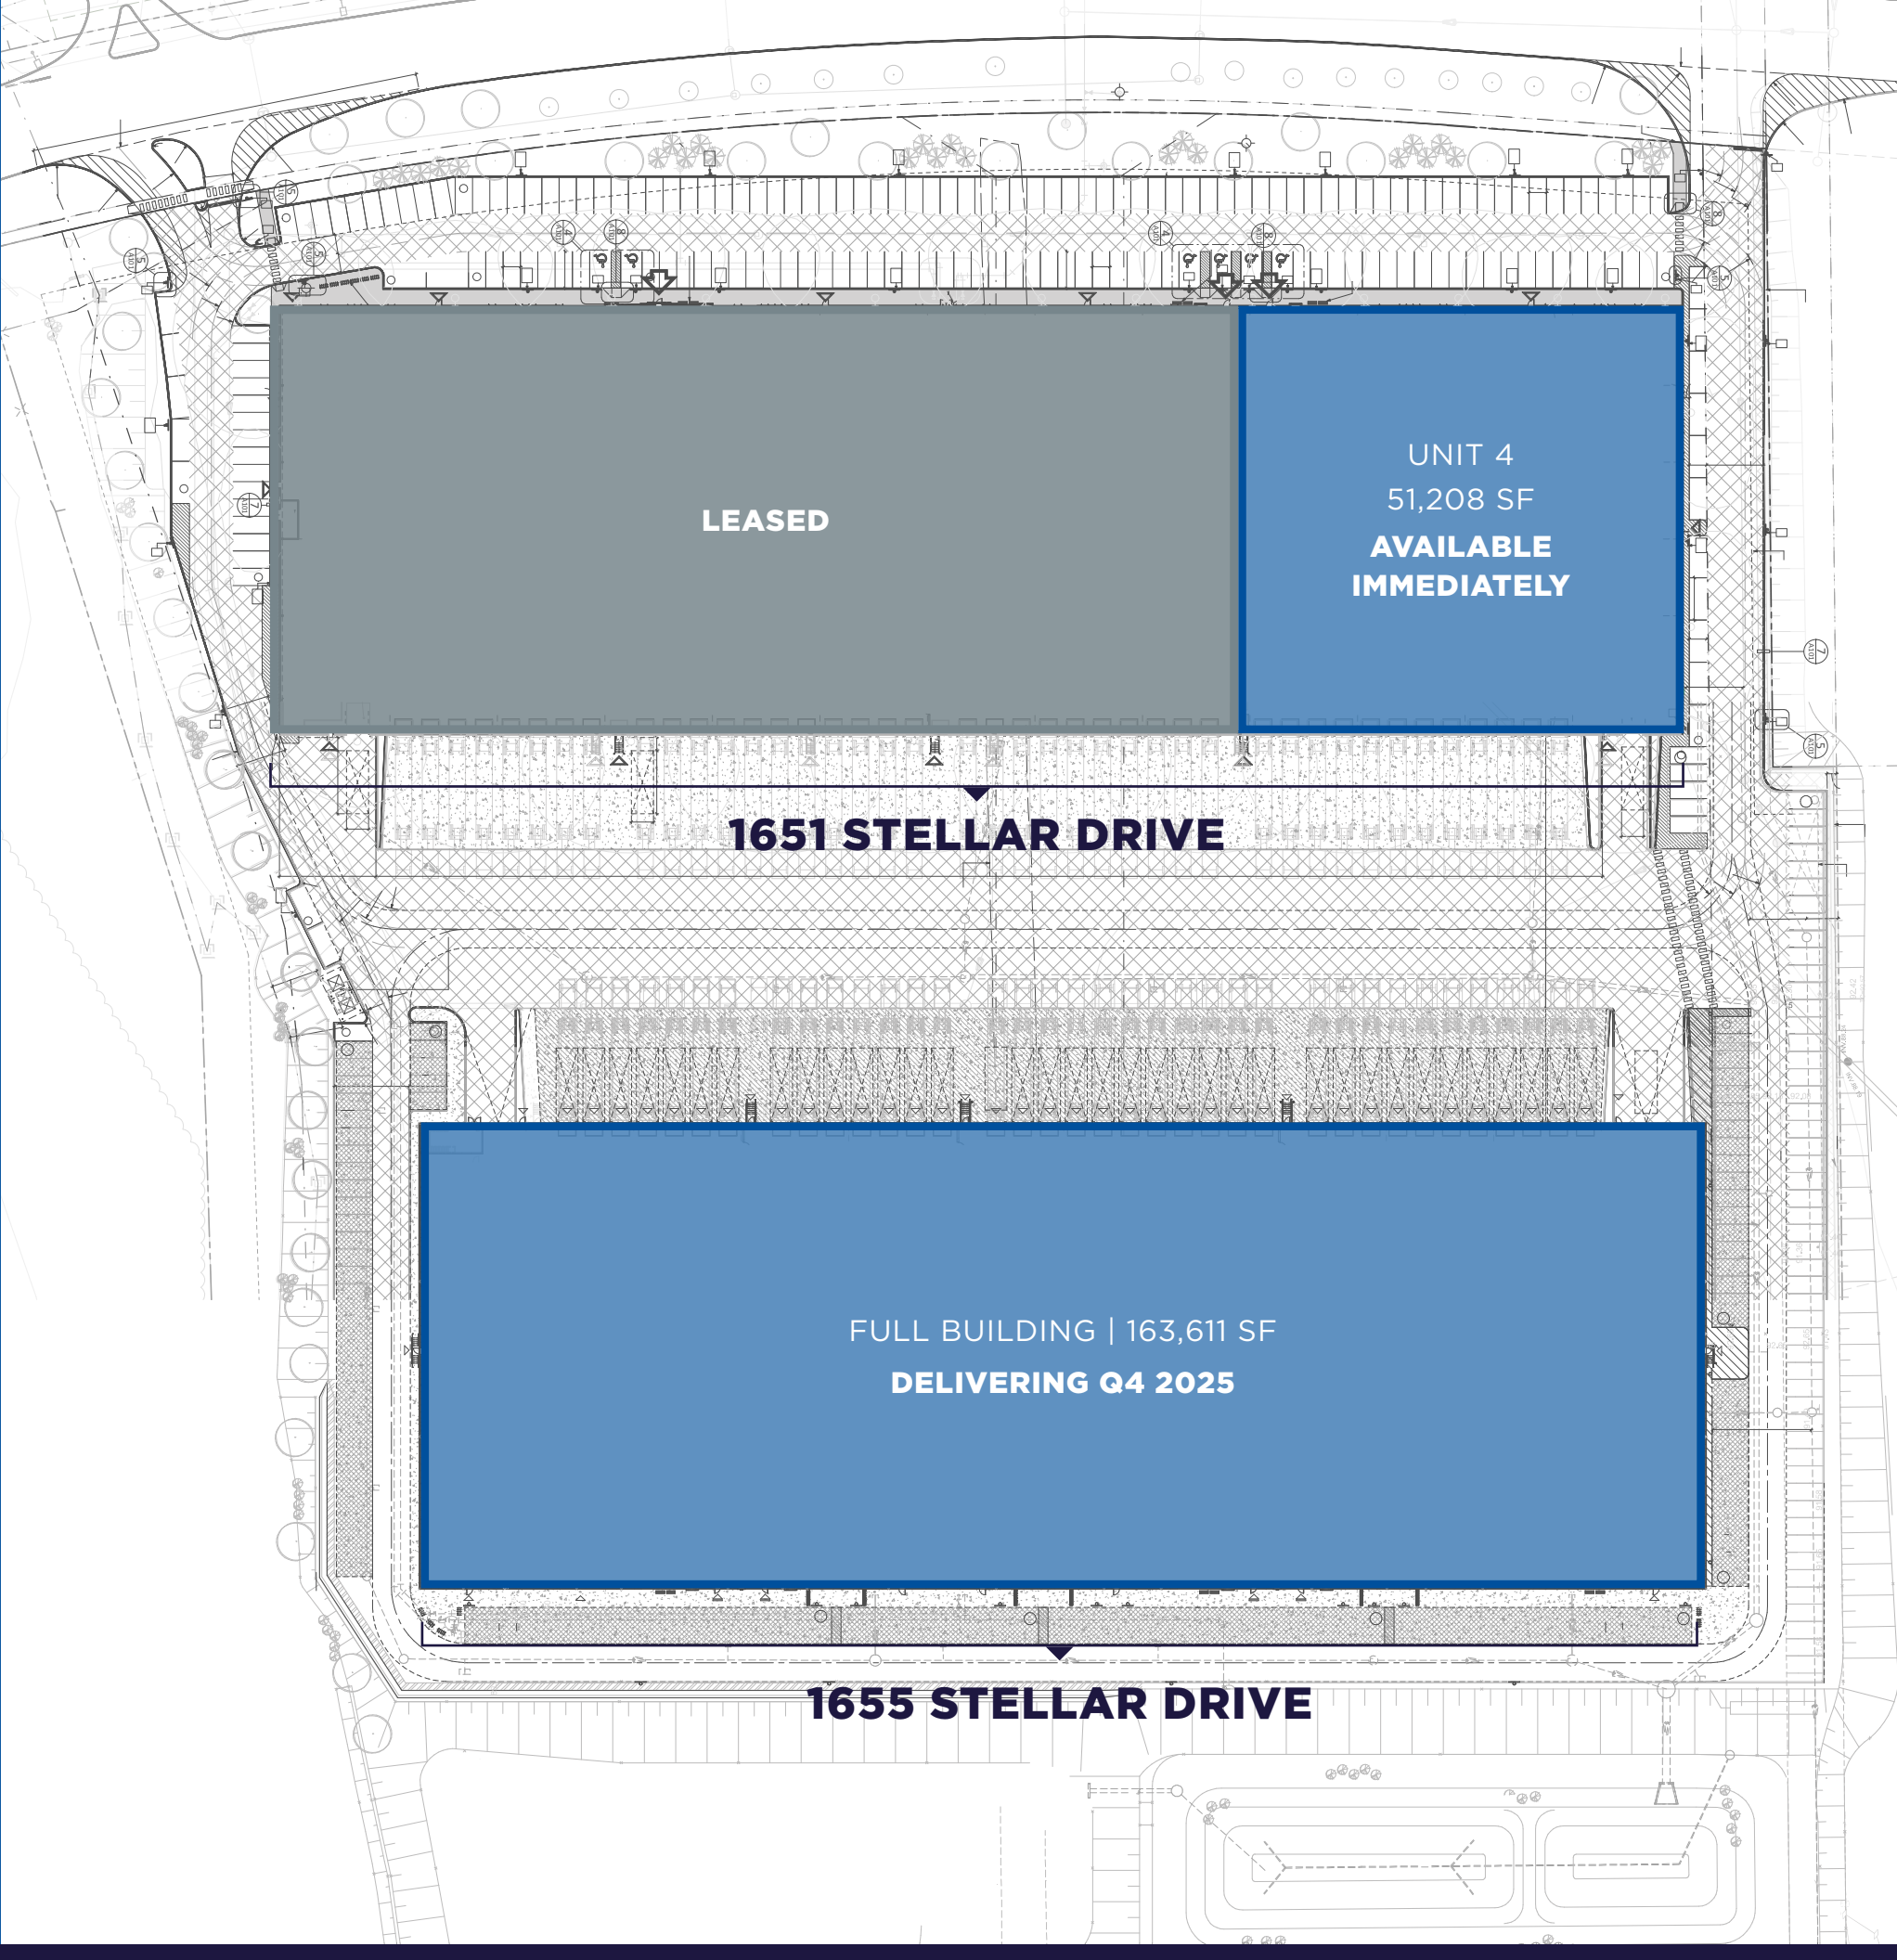 LEASED
UNIT 4
51,208 SF
AVAILABLE
IMMEDIATELY
1651 STELLAR DRIVE
FULL BUILDING | 163,611 SF
DELIVERING Q4 2025
1655 STELLAR DRIVE